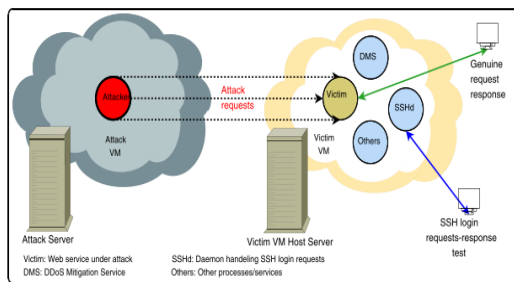 DMS
Genuine
request
response
Attacker
Attack
requests
Victim
SSHd
Attack
VM
Victim
VM
Others
Attack Server
Victim VM Host Server
SSH login
requests-response
test
Victim: Web service under attack
SSHd: Daemon handeling SSH login requests
DMS: DDoS Mitigation Service
Others: Other processes/services